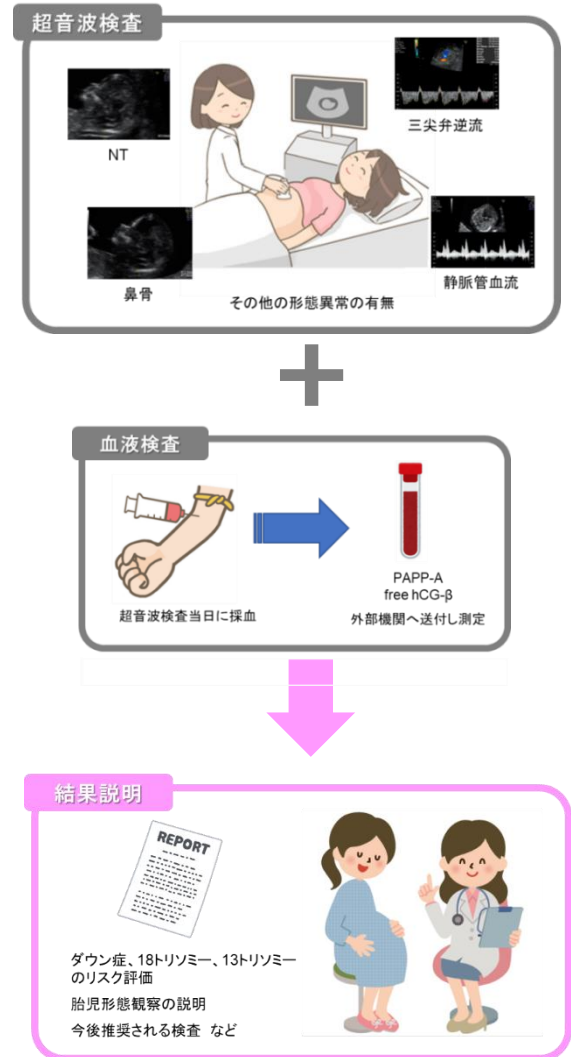 超音波検査
NT
三尖弁逆流
鼻骨
静脈管血流
その他の形態異常の有無
血液検査
超音波検査当日に採血
PAPP-A
free hCG-β
外部機関へ送付し測定
結果説明
REPORT
ダウン症、18トリソミー、13トリソミー
のリスク評価
胎児形態観察の説明
今後推奨される検査 など